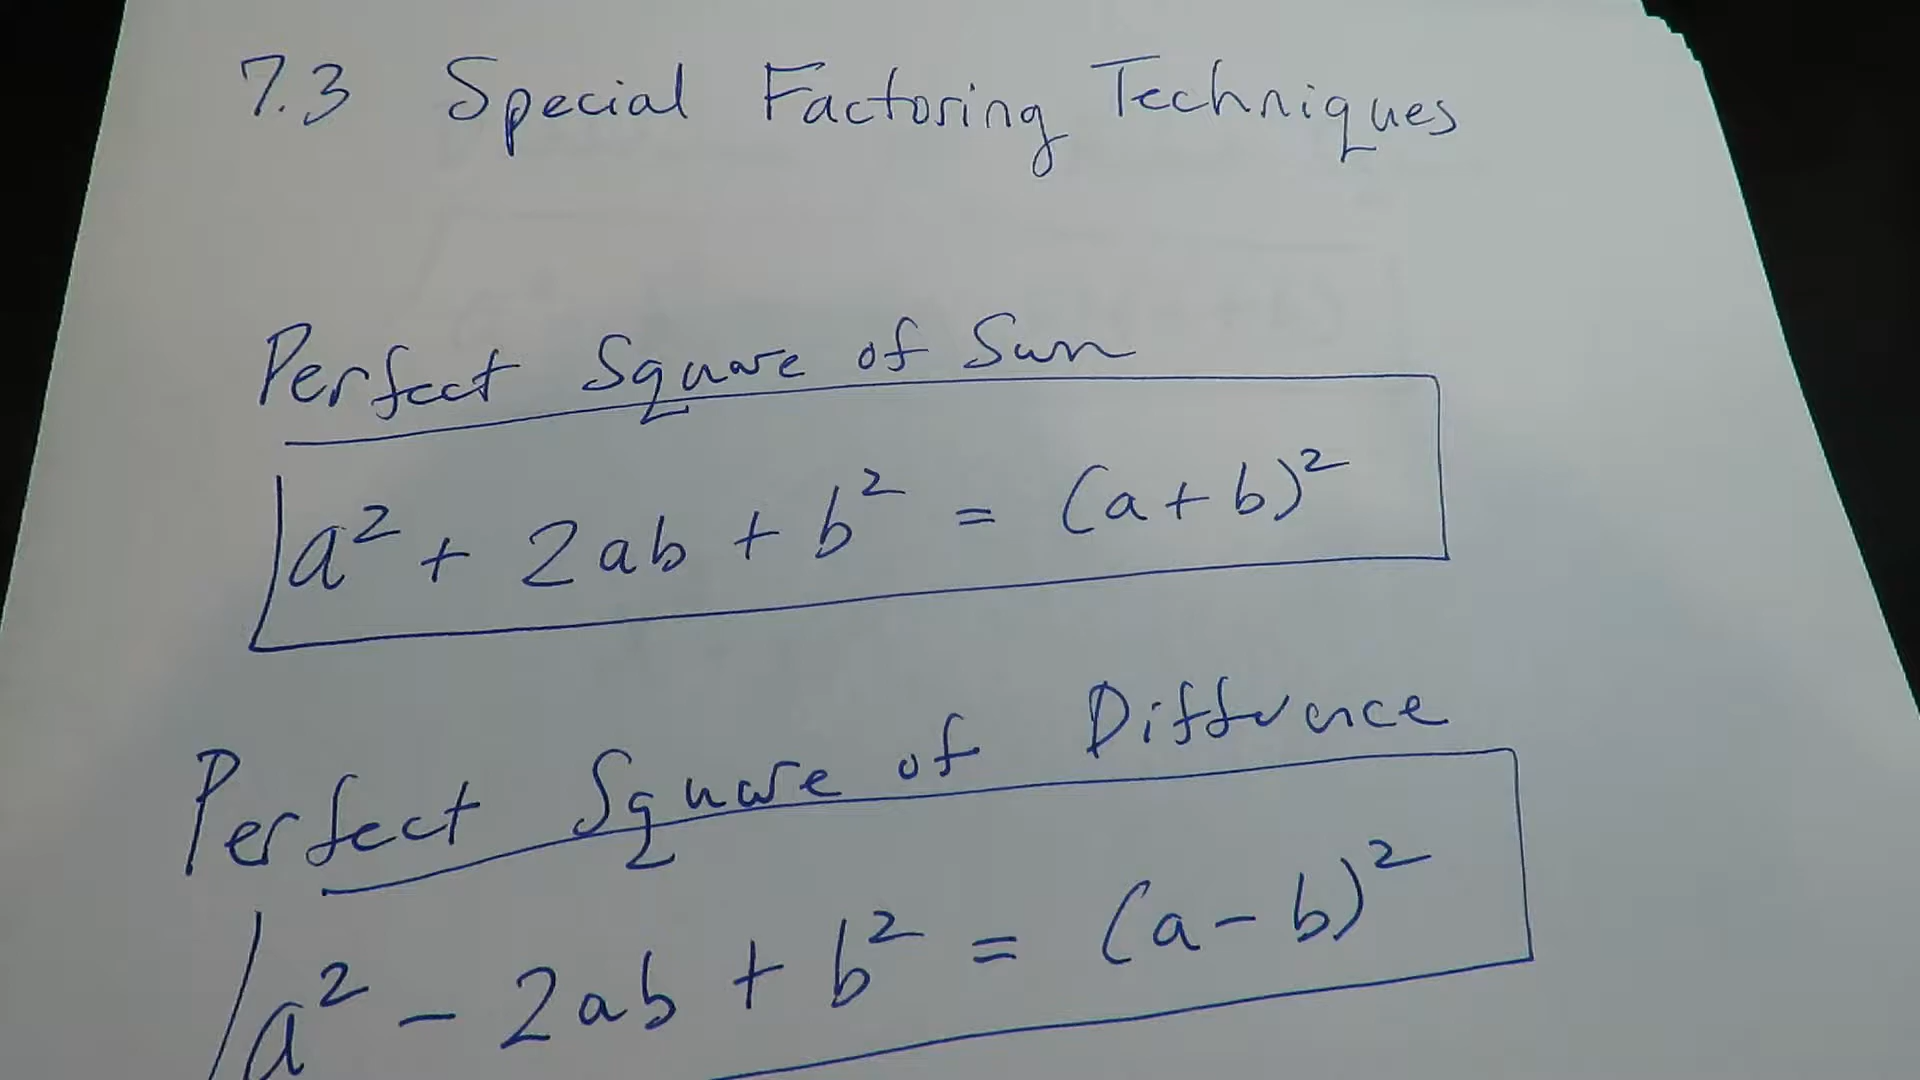 7.3 Special Factoring Techniques
Perfect Square of Sum
a² + 2ab + b² = (a + b)²
Perfect Square of Difference
a² - 2ab + b² = (a - b)²